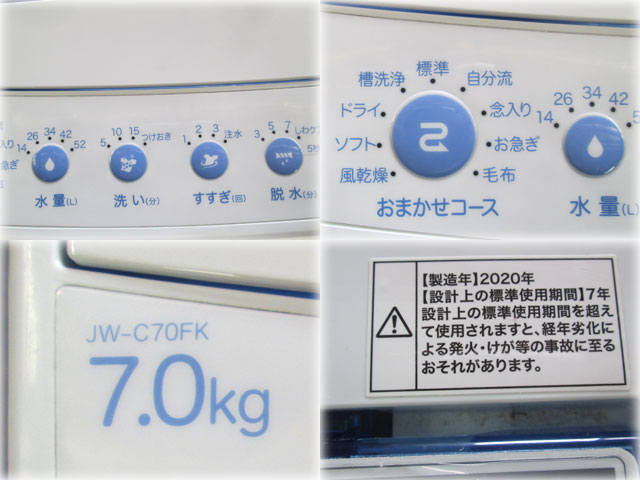 入り
急ぎ
14 26 34 42 52
水量(L)
5 10 15 つけおき
洗い(分)
1 2 3 注水
すすぎ(回)
3 5 7 しわケ
5秒
脱水(分)
槽洗浄 標準 自分流
ドライ 念入り
ソフト お急ぎ
風乾燥 毛布
おまかせコース
14 26 34 42
52
水量(L)
JW-C70FK
7.0kg
【製造年】2020年
【設計上の標準使用期間】7年
設計上の標準使用期間を超え
て使用されますと、経年劣化に
よる発火・けが等の事故に至る
おそれがあります。